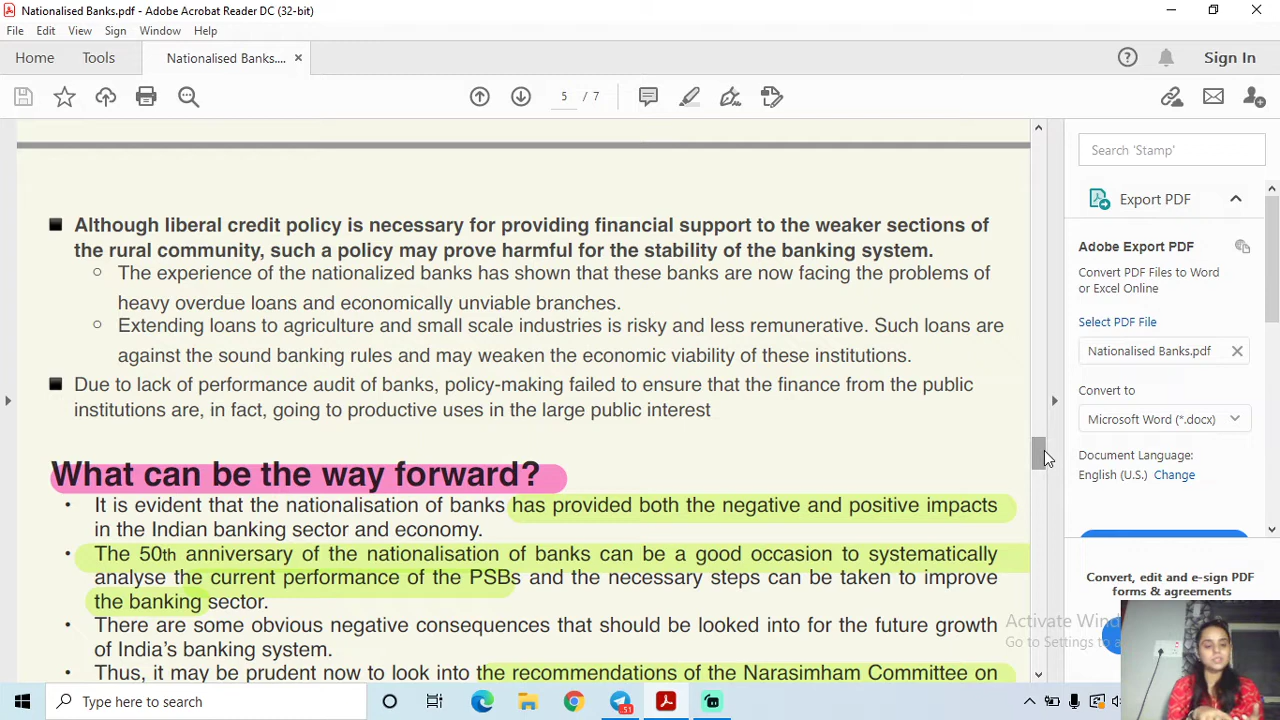 Nationalised Banks.pdf - Adobe Acrobat Reader DC (32-bit)
File Edit View Sign Window Help
Home Tools Nationalised Banks.... × Sign In
5 / 7
Search 'Stamp'
Although liberal credit policy is necessary for providing financial support to the weaker sections of
the rural community, such a policy may prove harmful for the stability of the banking system.
The experience of the nationalized banks has shown that these banks are now facing the problems of
heavy overdue loans and economically unviable branches.
Extending loans to agriculture and small scale industries is risky and less remunerative. Such loans are
against the sound banking rules and may weaken the economic viability of these institutions.
Due to lack of performance audit of banks, policy-making failed to ensure that the finance from the public
institutions are, in fact, going to productive uses in the large public interest
What can be the way forward?
• It is evident that the nationalisation of banks has provided both the negative and positive impacts
in the Indian banking sector and economy.
• The 50th anniversary of the nationalisation of banks can be a good occasion to systematically
analyse the current performance of the PSBs and the necessary steps can be taken to improve
the banking sector.
• There are some obvious negative consequences that should be looked into for the future growth
of India's banking system.
• Thus, it may be prudent now to look into the recommendations of the Narasimham Committee on
Export PDF
Adobe Export PDF
Convert PDF Files to Word
or Excel Online
Select PDF File
Nationalised Banks.pdf
Convert to
Microsoft Word (*.docx)
Document Language:
English (U.S.) Change
Convert, edit and e-sign PDF
forms & agreements
Activate Wind
Go to Settings to a
Type here to search
51